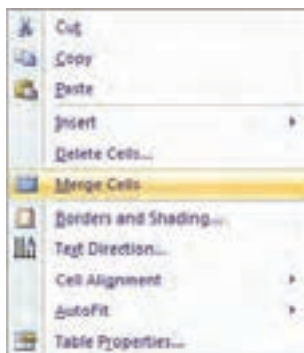 Cut
Copy
Paste
Insert
Delete Cells...
Merge Cells
Borders and Shading...
Text Direction...
Cell Alignment
AutoFit
Table Properties...